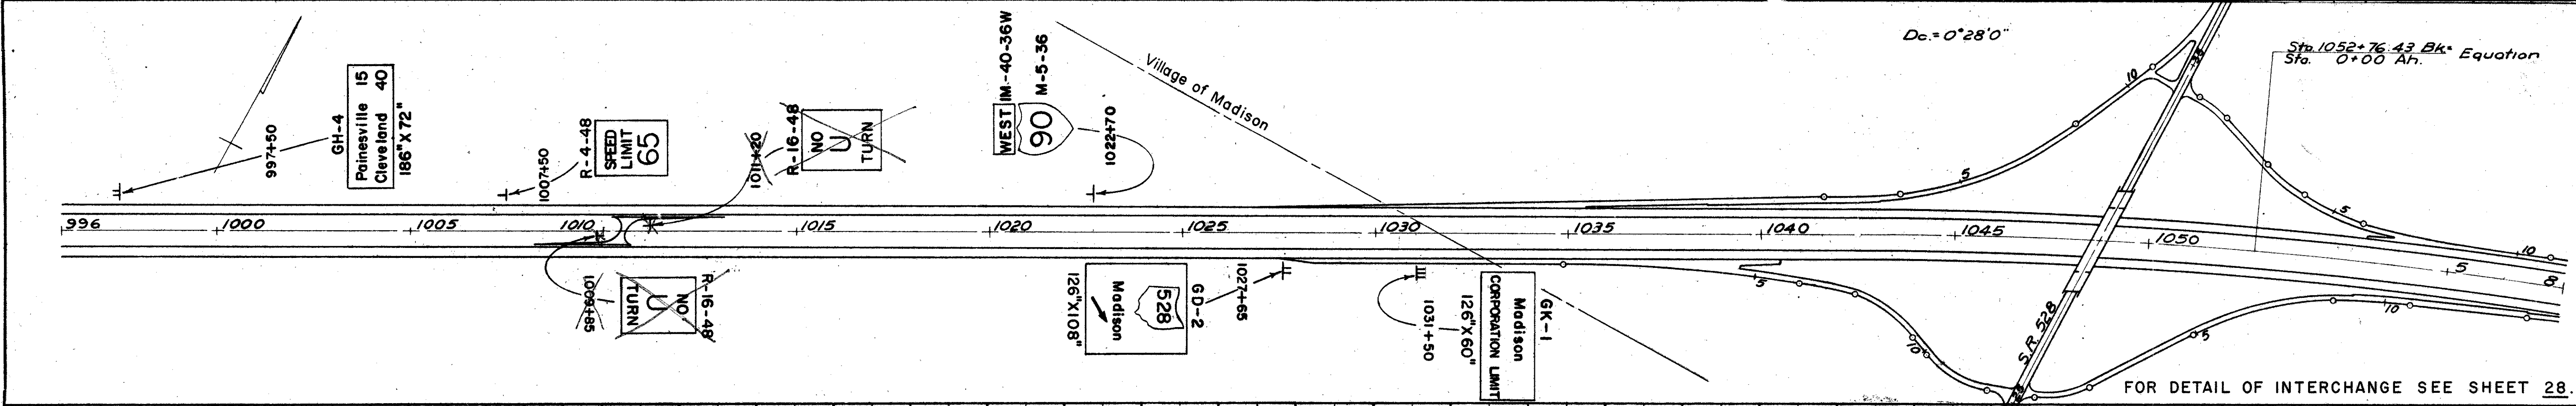 GH-4
Painesville 15
Cleveland 40
186"X72"
997+50
R-4-48
SPEED
LIMIT
65
1007+50
R-16-48
NO
U
TURN
1011+20
WEST
IM-40-36W
90
M-5-36
1022+70
Village of Madison
Dc.= 0°28'0"
Sta. 1052+76.43 Bk.= Equation
Sta. 0+00 Ah.
10
5
33
5
10
996
1000
1005
1010
1015
1020
1025
1030
1035
1040
1045
1050
5
8
R-16-48
NO
U
TURN
1009+85
GD-2
528
Madison
126"X108"
1027+65
1031+50
GK-1
Madison
CORPORATION LIMIT
126"X60"
5
10
S.R. 528
5
10
FOR DETAIL OF INTERCHANGE SEE SHEET 28.